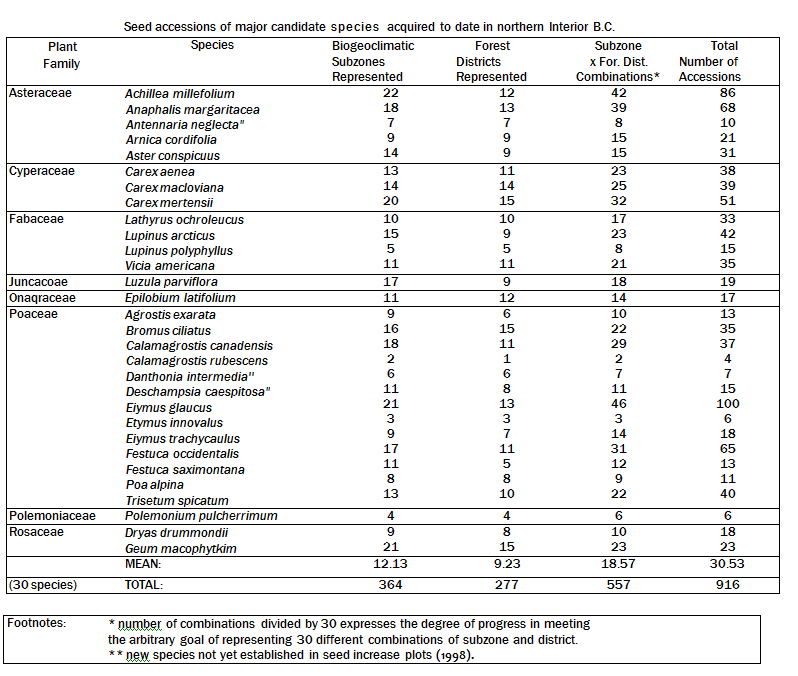 Seed accessions of major candidate species acquired to date in northern Interior B.C.
Plant Family Species Biogeoclimatic Subzones Represented Forest Districts Represented Subzone x For. Dist. Combinations* Total Number of Accessions
Asteraceae Achillea millefolium 22 12 42 86
Anaphalis margaritacea 18 13 39 68
Antennaria neglecta" 7 7 8 10
Arnica cordifolia 9 9 15 21
Aster conspicuus 14 9 15 31
Cyperaceae Carex aenea 13 11 23 38
Carex macloviana 14 14 25 39
Carex mertensii 20 15 32 51
Fabaceae Lathyrus ochroleucus 10 10 17 33
Lupinus arcticus 15 9 23 42
Lupinus polyphyllus 5 5 8 15
Vicia americana 11 11 21 35
Juncacoae Luzula parviflora 17 9 18 19
Onaqraceae Epilobium latifolium 11 12 14 17
Poaceae Agrostis exarata 9 6 10 13
Bromus ciliatus 16 15 22 35
Calamagrostis canadensis 18 11 29 37
Calamagrostis rubescens 2 1 2 4
Danthonia intermedia'' 6 6 7 7
Deschampsia caespitosa" 11 8 11 15
Eiymus glaucus 21 13 46 100
Etymus innovalus 3 3 3 6
Eiymus trachycaulus 9 7 14 18
Festuca occidentalis 17 11 31 65
Festuca saximontana 11 5 12 13
Poa alpina 8 8 9 11
Trisetum spicatum 13 10 22 40
Polemoniaceae Polemonium pulcherrimum 4 4 6 6
Rosaceae Dryas drummondii 9 8 10 18
Geum macophytkim 21 15 23 23
MEAN: 12.13 9.23 18.57 30.53
(30 species) TOTAL: 364 277 557 916
Footnotes: * number of combinations divided by 30 expresses the degree of progress in meeting
the arbitrary goal of representing 30 different combinations of subzone and district.
** new species not yet established in seed increase plots (1998).